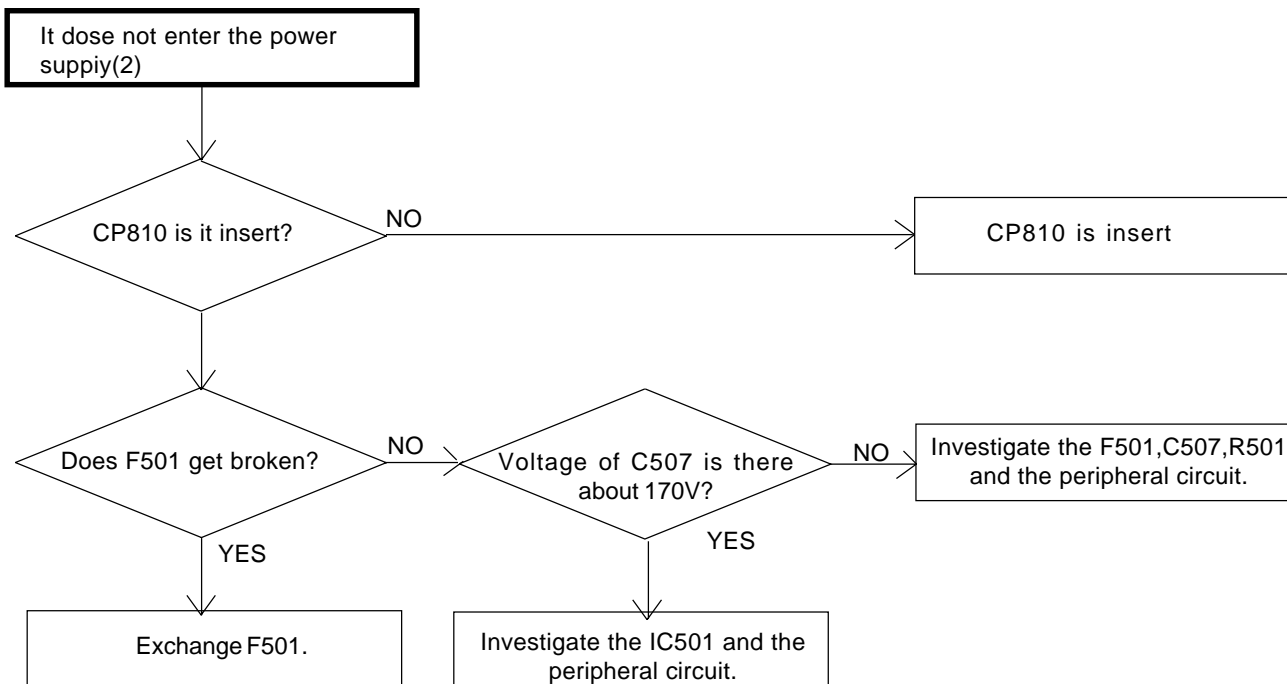 It dose not enter the power
suppiy(2)
CP810 is it insert?
NO
CP810 is insert
Does F501 get broken?
NO
Voltage of C507 is there
about 170V?
NO
Investigate the F501,C507,R501
and the peripheral circuit.
YES
YES
Exchange F501.
Investigate the IC501 and the
peripheral circuit.